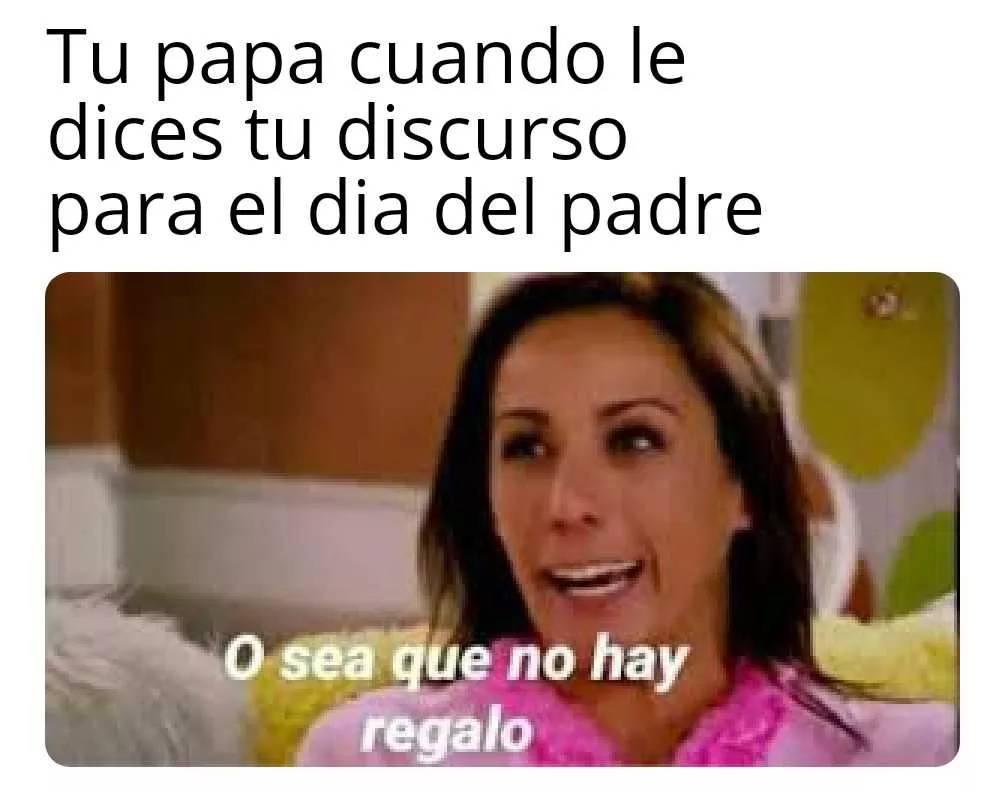 Tu papa cuando le
dices tu discurso
para el dia del padre
O sea que no hay
regalo